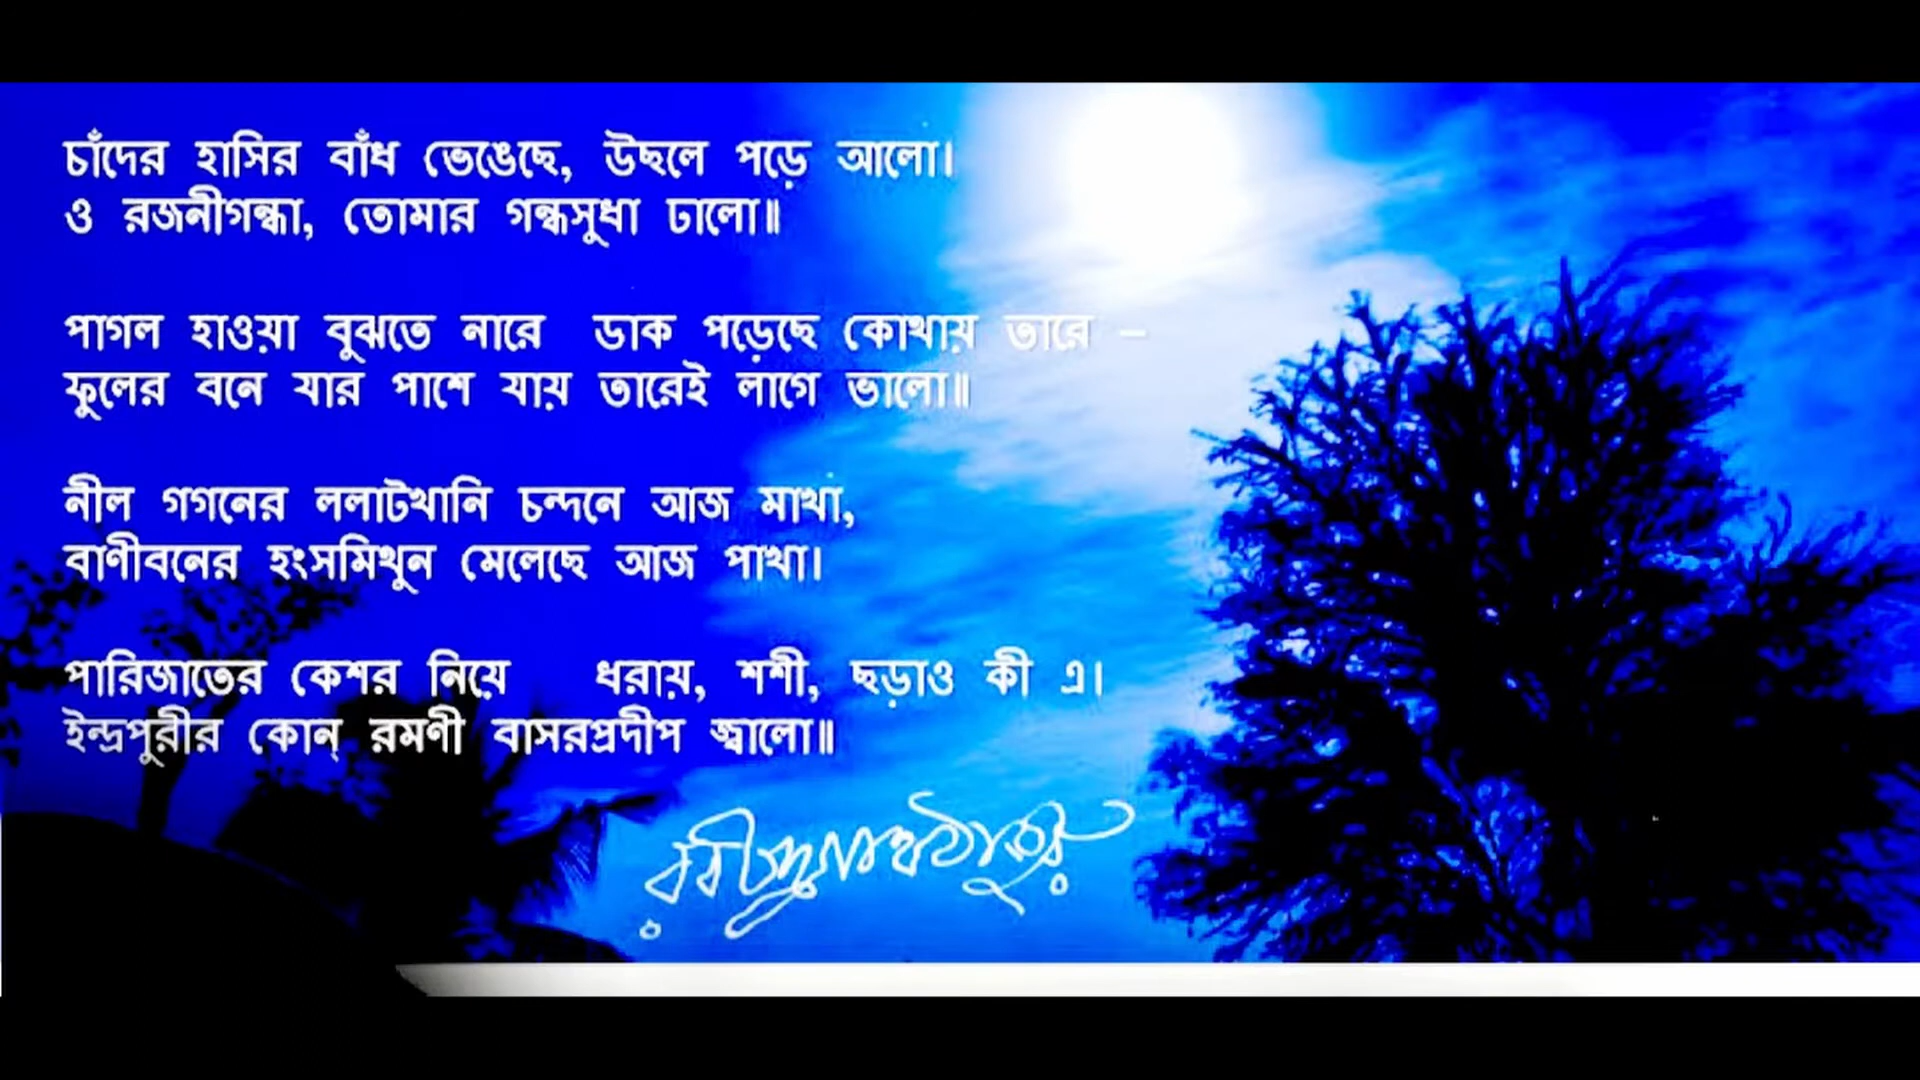 চাঁদের হাসির বাঁধ ভেঙেছে, উছলে পড়ে আলো।
ও রজনীগন্ধা, তোমার গন্ধসুধা ঢালো॥
পাগল হাওয়া বুঝতে নারে ডাক পড়েছে কোথায় তারে –
ফুলের বনে যার পাশে যায় তারেই লাগে ভালো॥
নীল গগনের ললাটখানি চন্দনে আজ মাখা,
বাণীবনের হংসমিথুন মেলেছে আজ পাখা।
পারিজাতের কেশর নিয়ে ধরায়, শশী, ছড়াও কী এ।
ইন্দ্রপুরীর কোন্ রমণী বাসরপ্রদীপ জ্বালো॥
রবীন্দ্রনাথ ঠাকুর